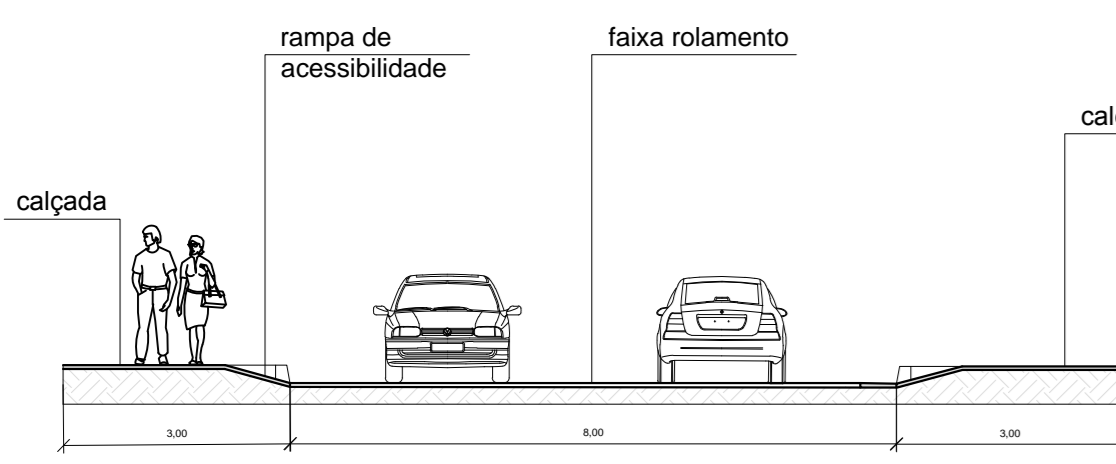 rampa de
acessibilidade
faixa rolamento
calçada
3,00
8,00
3,00